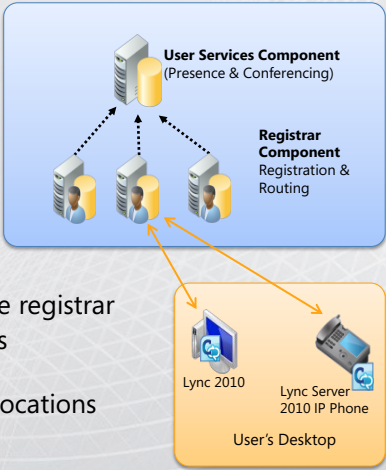 User Services Component
(Presence & Conferencing)
Registrar
Component
Registration &
Routing
e registrar
s
ocations
Lync 2010
Lync Server
2010 IP Phone
User's Desktop